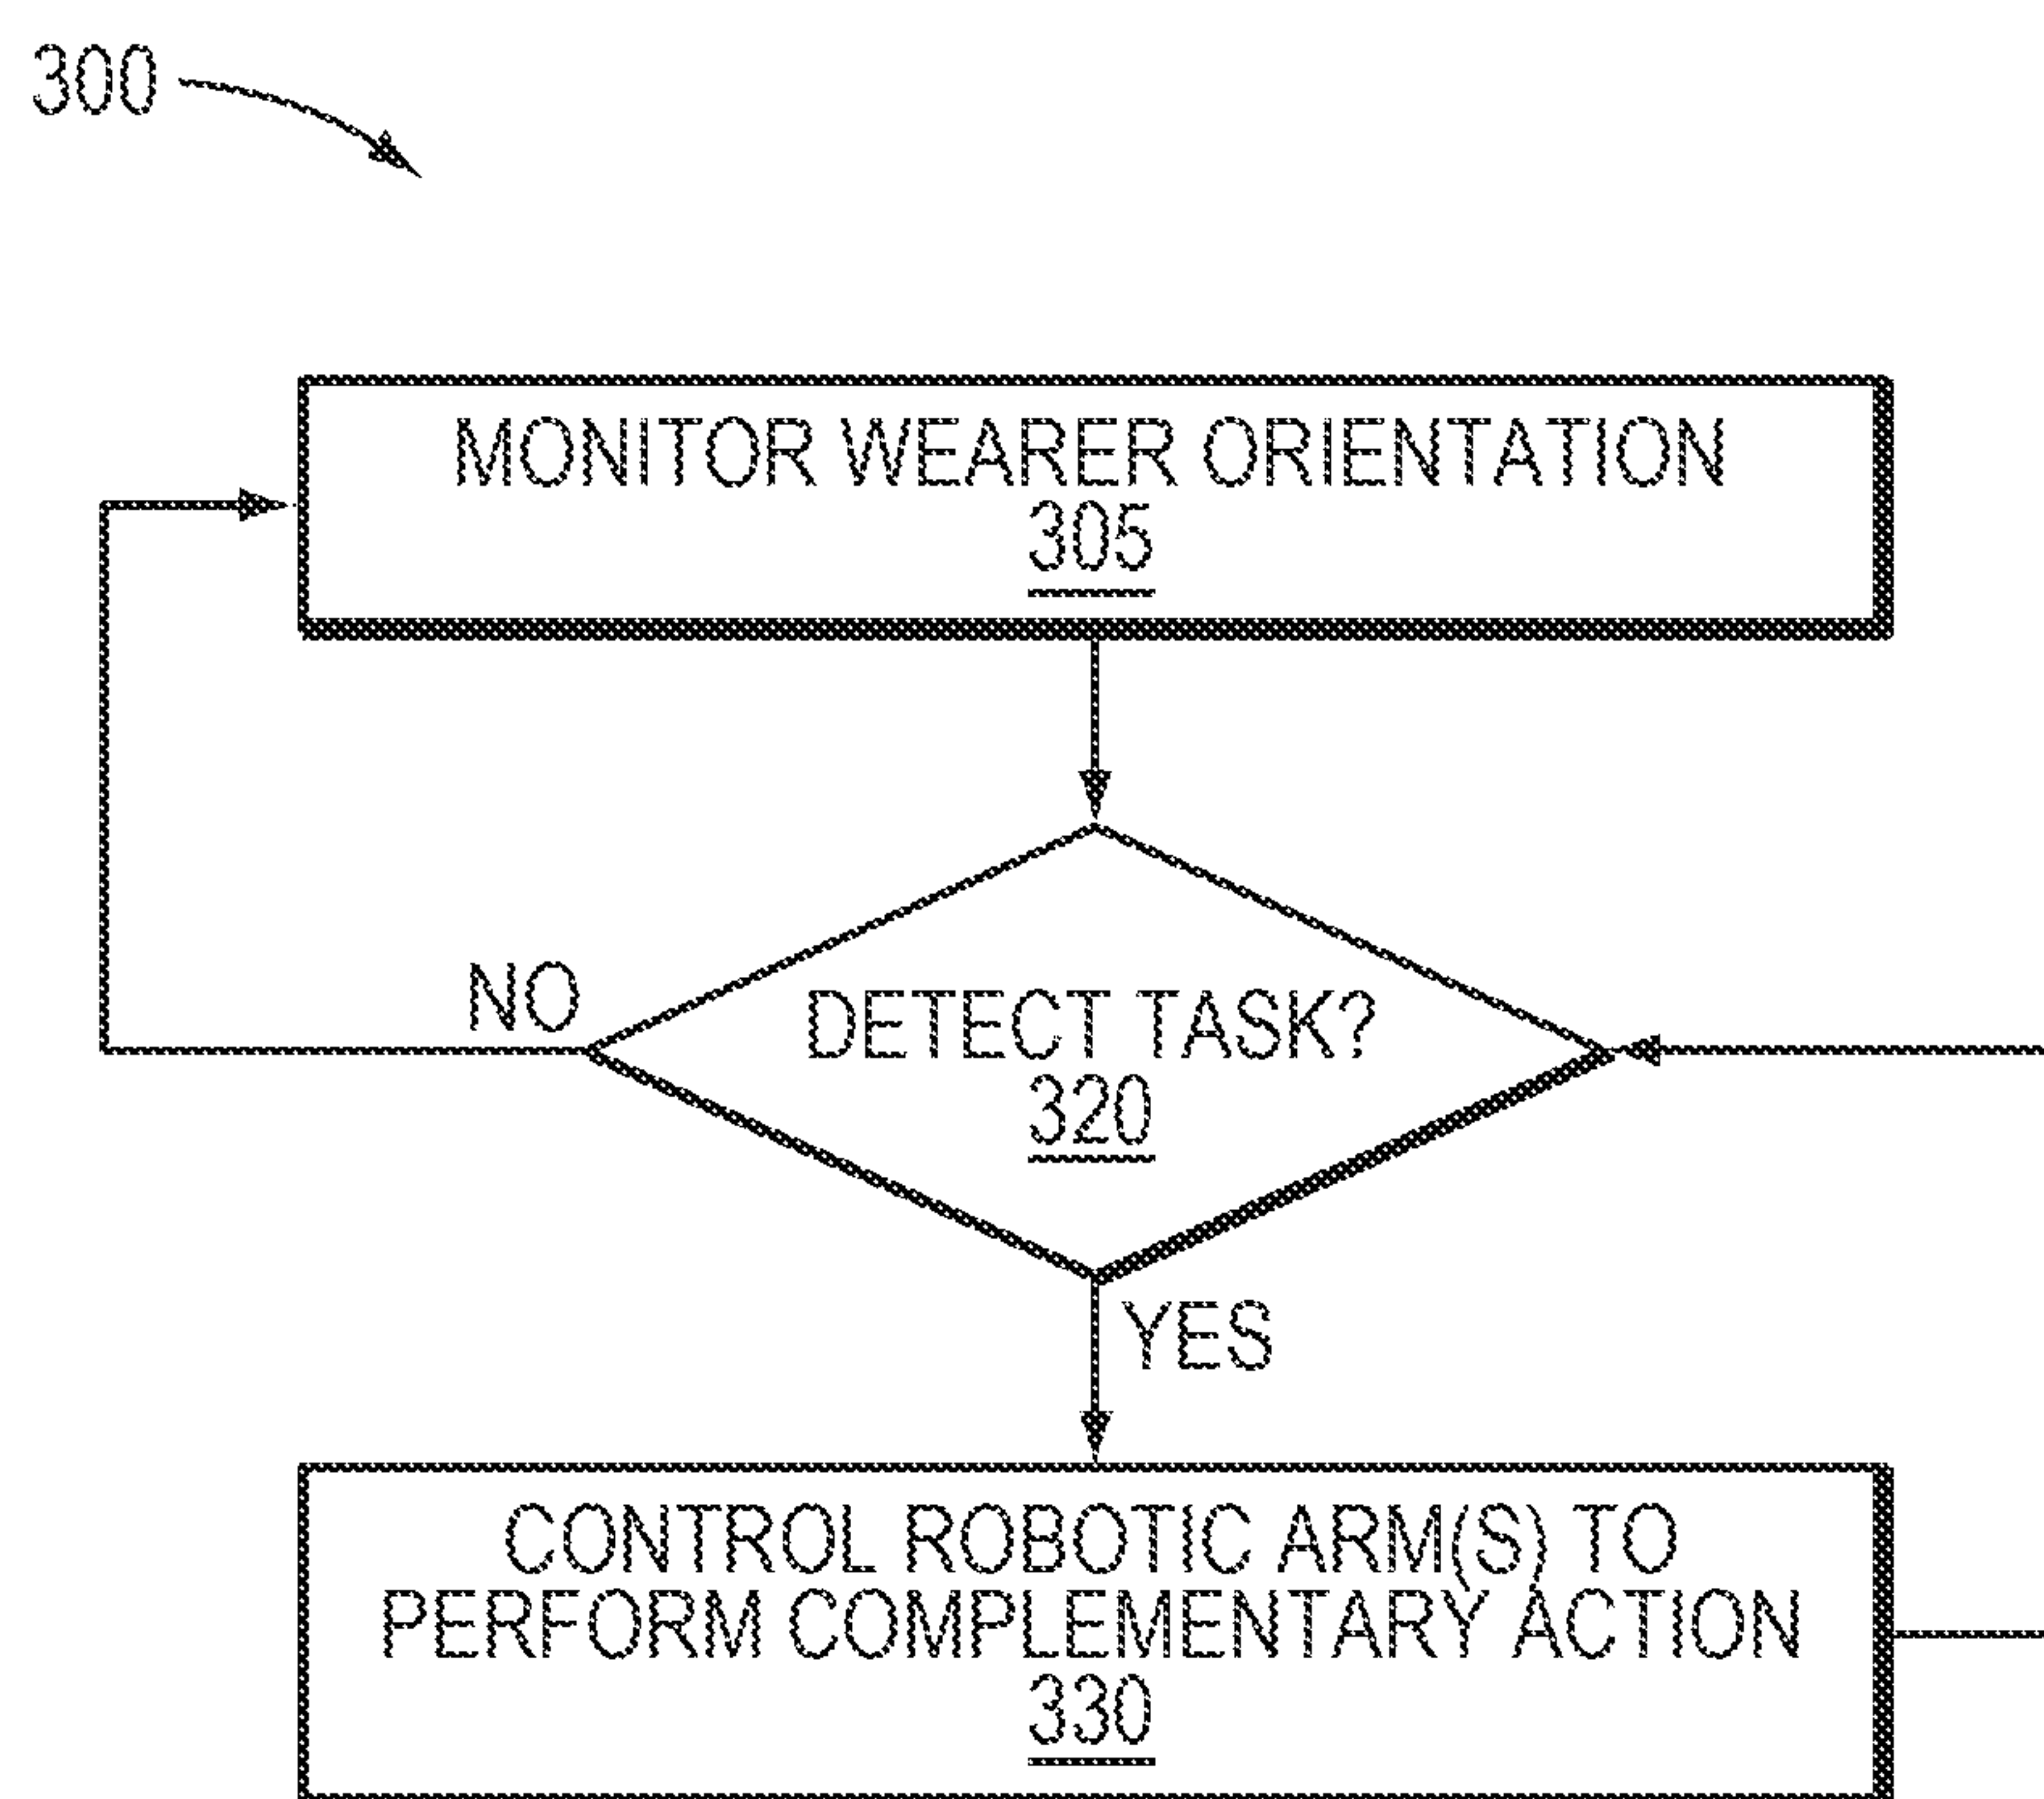 300
MONITOR WEARER ORIENTATION
305
NO
DETECT TASK?
320
YES
CONTROL ROBOTIC ARM(S) TO
PERFORM COMPLEMENTARY ACTION
330